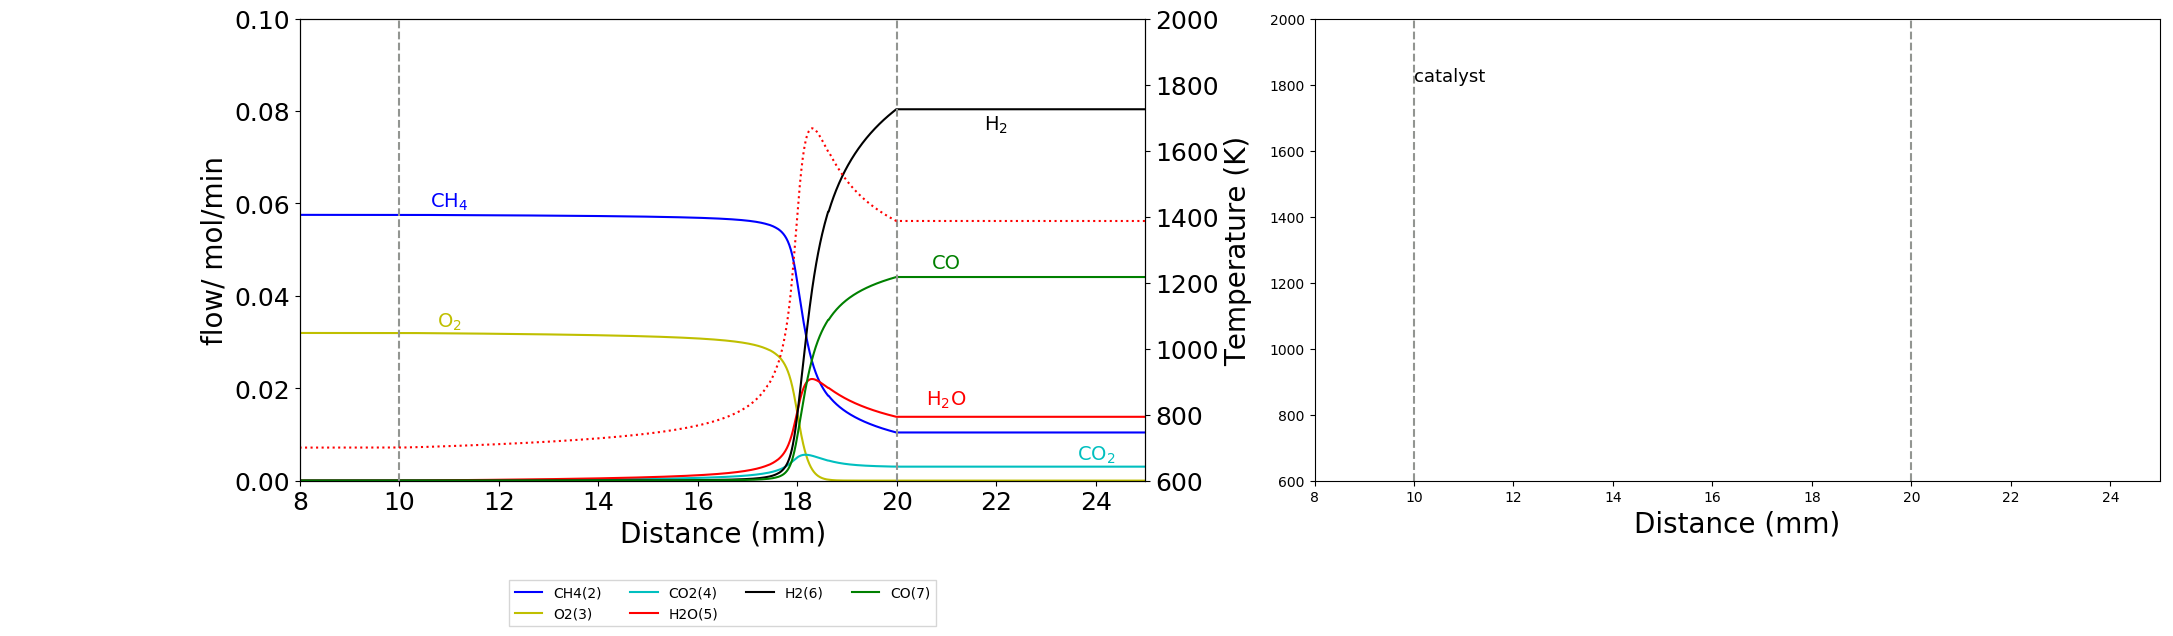 0.10
0.08
0.06
0.04
0.02
0.00
flow/ mol/min
8 10 12 14 16 18 20 22 24
Distance (mm)
2000
1800
1600
1400
1200
1000
800
600
Temperature (K)
CH₄
O₂
H₂
CO
H₂O
CO₂
CH4(2) CO2(4) H2(6) CO(7)
O2(3) H2O(5)
2000
1800
1600
1400
1200
1000
800
600
catalyst
8 10 12 14 16 18 20 22 24
Distance (mm)